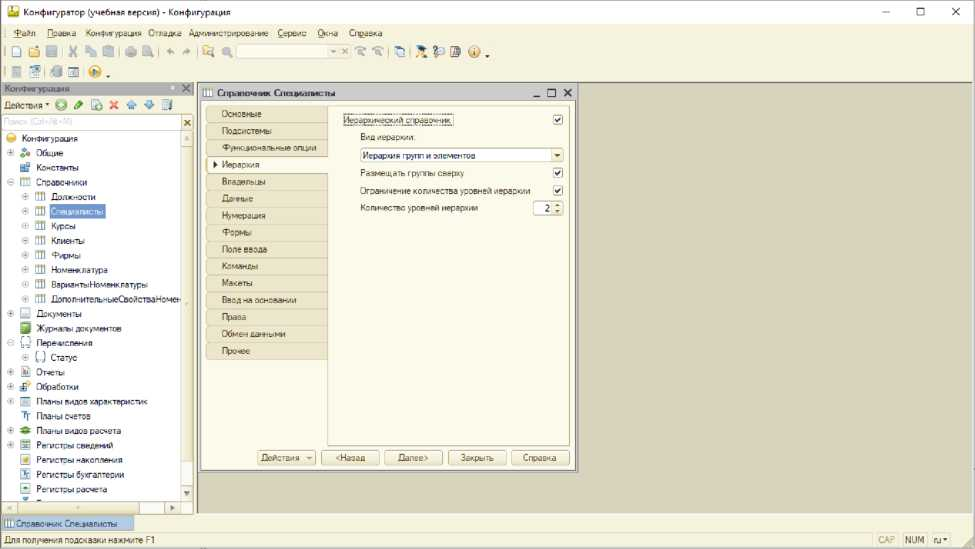 Конфигуратор (учебная версия) - Конфигурация
Файл Правка Конфигурация Отладка Администрирование Сервис Окна Справка
Конфигурация
Действия
Поиск (Ctrl+Alt+M)
Конфигурация
Общие
Константы
Справочники
Должности
Специалисты
Курсы
Клиенты
Фирмы
Номенклатура
ВариантыНоменклатуры
ДополнительныеСвойстваНомен
Документы
Журналы документов
Перечисления
Статус
Отчеты
Обработки
Планы видов характеристик
Планы счетов
Планы видов расчета
Регистры сведений
Регистры накопления
Регистры бухгалтерии
Регистры расчета
Справочник Специалисты
Основные
Подсистемы
Функциональные опции
Иерархия
Владельцы
Данные
Нумерация
Формы
Поле ввода
Команды
Макеты
Ввод на основании
Права
Обмен данными
Прочее
Иерархический справочник
Вид иерархии:
Иерархия групп и элементов
Размещать группы сверху
Ограничение количества уровней иерархии
Количество уровней иерархии 2
Действия <Назад Далее> Закрыть Справка
Справочник Специалисты
Для получения подсказки нажмите F1 CAP NUM ru